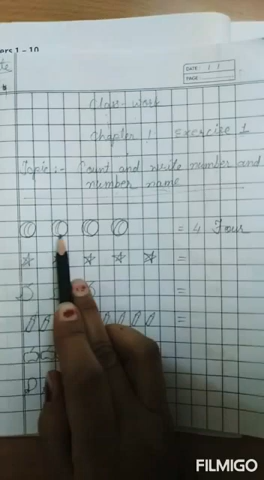 ers 1 - 10
DATE
PAGE
Class-work
Chapter 1 Exercise 1
Topic :- Count and write number and
number name
= 4 Four
=
=
=
FILMIGO